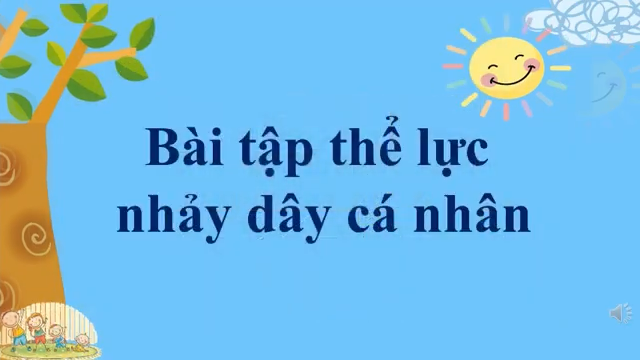 Bài tập thể lực
nhảy dây cá nhân